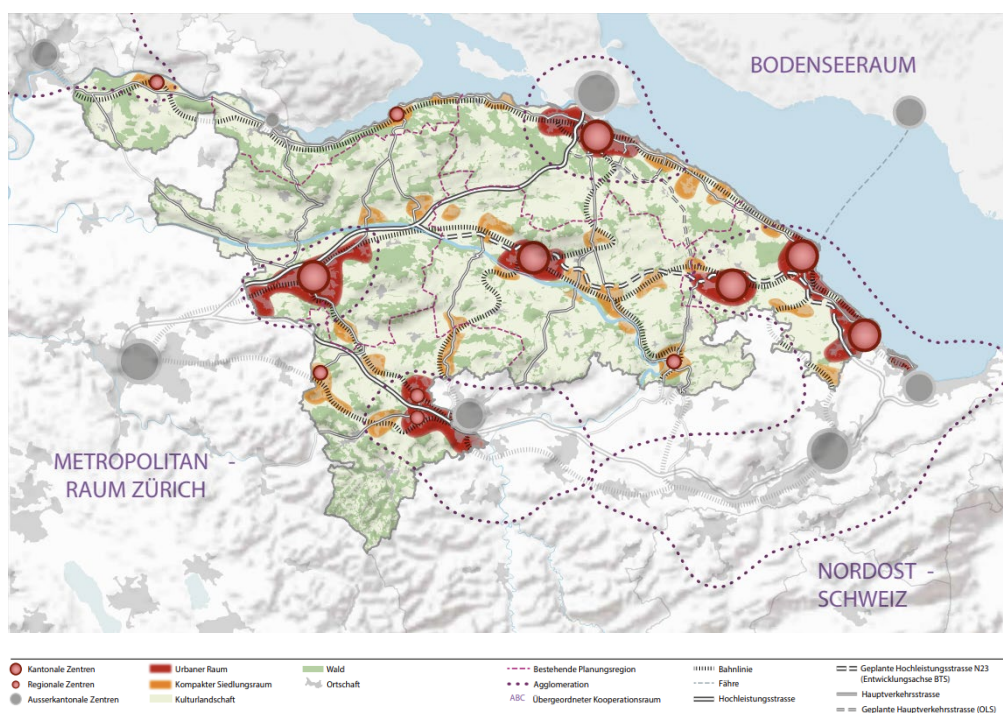 BODENSEERAUM
METROPOLITAN -
RAUM ZÜRICH
NORDOST -
SCHWEIZ
Kantonale Zentren
Regionale Zentren
Ausserkantonale Zentren
Urbaner Raum
Kompakter Siedlungsraum
Kulturlandschaft
Wald
Ortschaft
Bestehende Planungsregion
Agglomeration
ABC Übergeordneter Kooperationsraum
Bahnlinie
Fähre
Hochleistungsstrasse
Geplante Hochleistungsstrasse N23
(Entwicklungsachse BTS)
Hauptverkehrsstrasse
Geplante Hauptverkehrsstrasse (OLS)